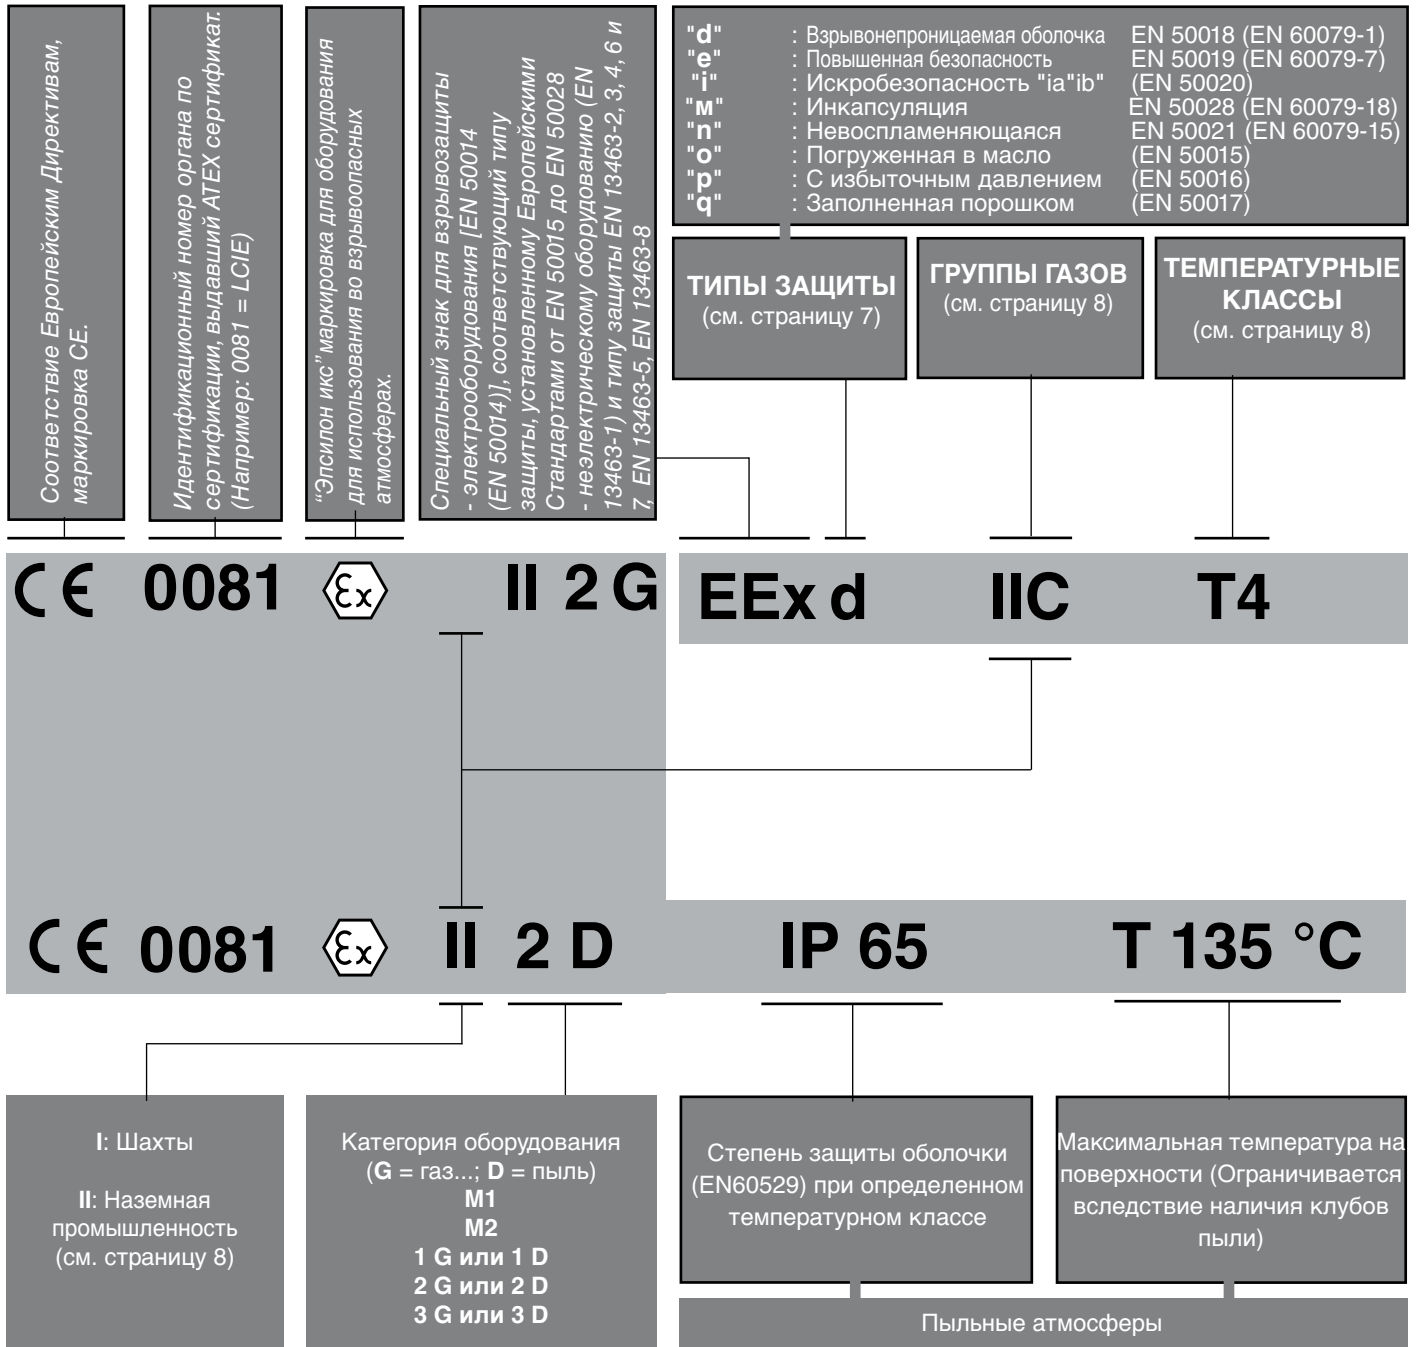 Соответствие Европейским Директивам,
маркировка CE.
Идентификационный номер органа по
сертификации, выдавший ATEX сертификат.
(Например: 0081 = LCIE)
“Эпсилон икс” маркировка для оборудования
для использования во взрывоопасных
атмосферах.
Специальный знак для взрывозащиты
- электрооборудования [EN 50014
(EN 50014)], соответствующий типу
защиты, установленному Европейскими
Стандартами от EN 50015 до EN 50028
- неэлектрическому оборудованию (EN
13463-1) и типу защиты EN 13463-2, 3, 4, 6 и
7, EN 13463-5, EN 13463-8
"d" : Взрывонепроницаемая оболочка EN 50018 (EN 60079-1)
"e" : Повышенная безопасность EN 50019 (EN 60079-7)
"i" : Искробезопасность "ia"ib" (EN 50020)
"м" : Инкапсуляция EN 50028 (EN 60079-18)
"n" : Невоспламеняющаяся EN 50021 (EN 60079-15)
"o" : Погруженная в масло (EN 50015)
"p" : С избыточным давлением (EN 50016)
"q" : Заполненная порошком (EN 50017)
ТИПЫ ЗАЩИТЫ
(см. страницу 7)
ГРУППЫ ГАЗОВ
(см. страницу 8)
ТЕМПЕРАТУРНЫЕ
КЛАССЫ
(см. страницу 8)
CE 0081 Ex II 2 G EEx d IIC T4
CE 0081 Ex II 2 D IP 65 T 135 °C
I: Шахты
II: Наземная
промышленность
(см. страницу 8)
Категория оборудования
(G = газ...; D = пыль)
M1
M2
1 G или 1 D
2 G или 2 D
3 G или 3 D
Степень защиты оболочки
(EN60529) при определенном
температурном классе
Максимальная температура на
поверхности (Ограничивается
вследствие наличия клубов
пыли)
Пыльные атмосферы